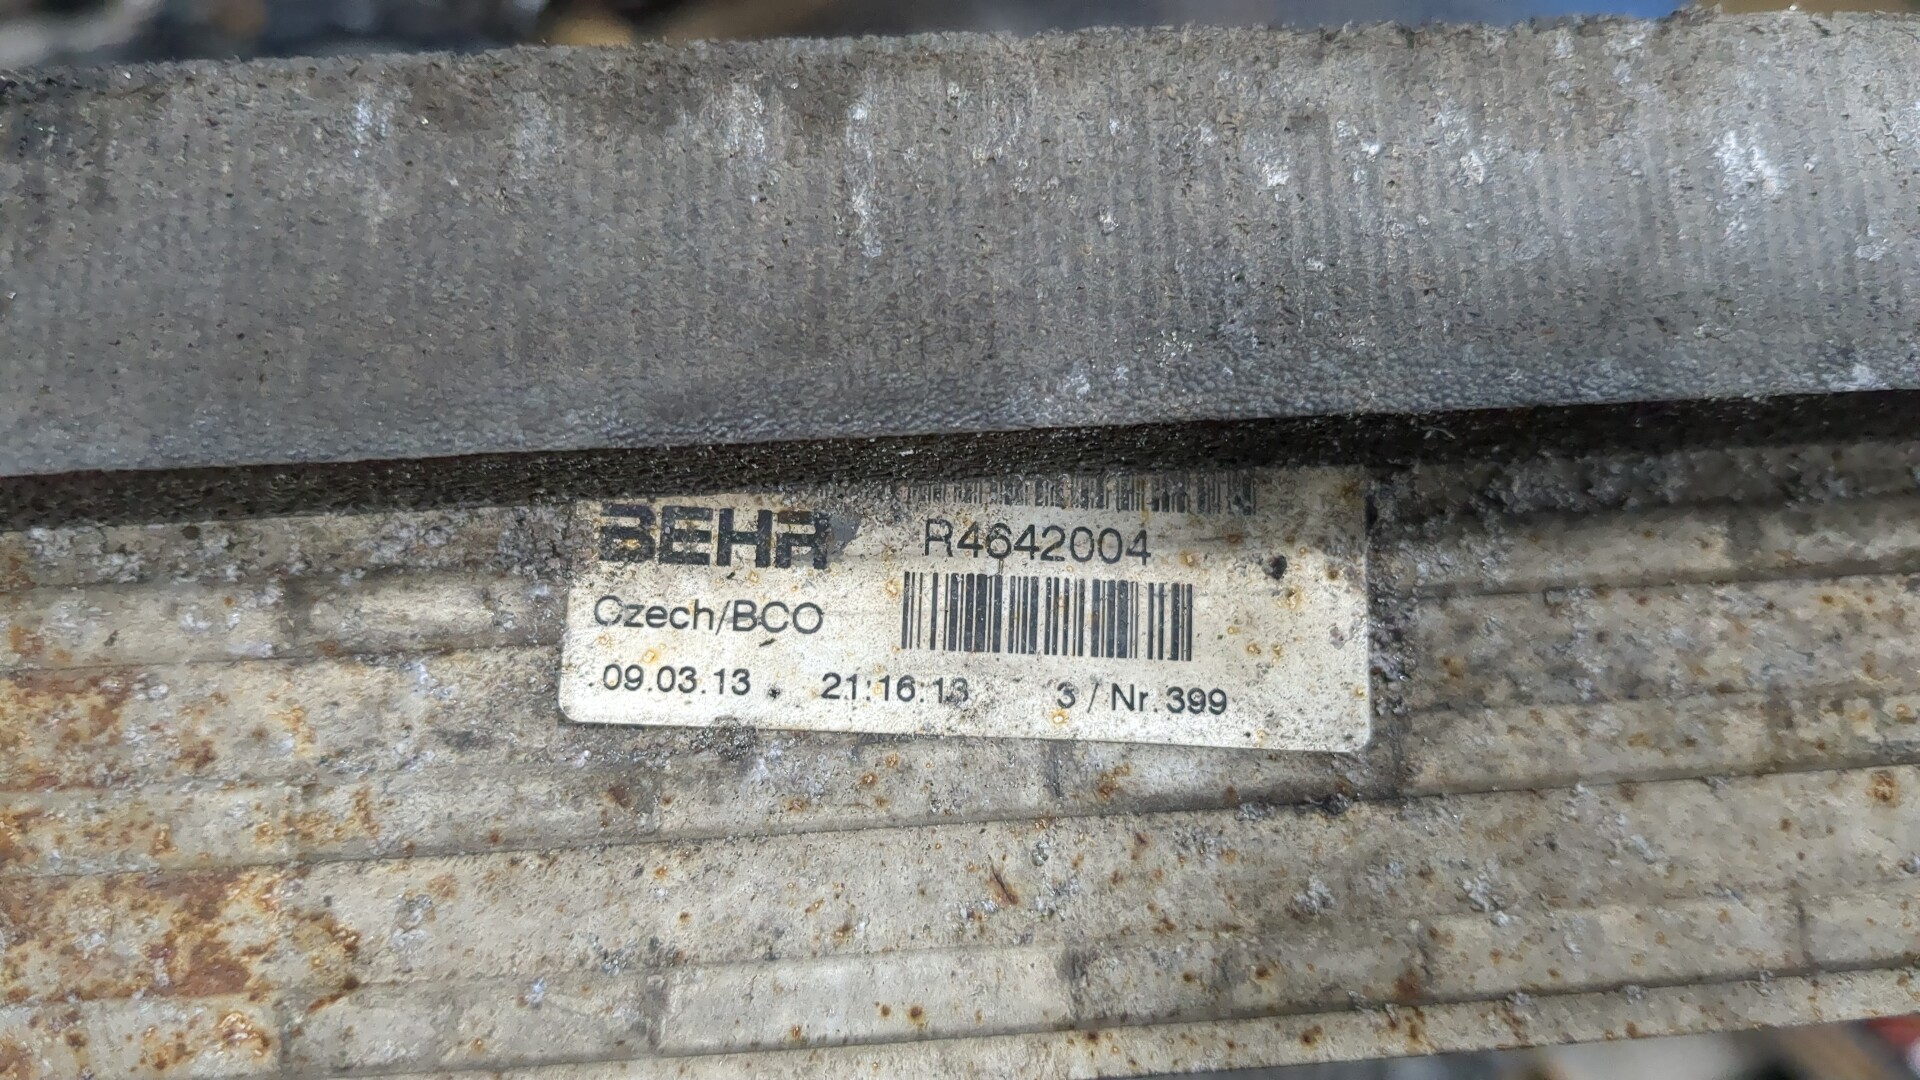 BEHR R4642004
Czech/BCO
09.03.13 21:16:13 3 / Nr. 399